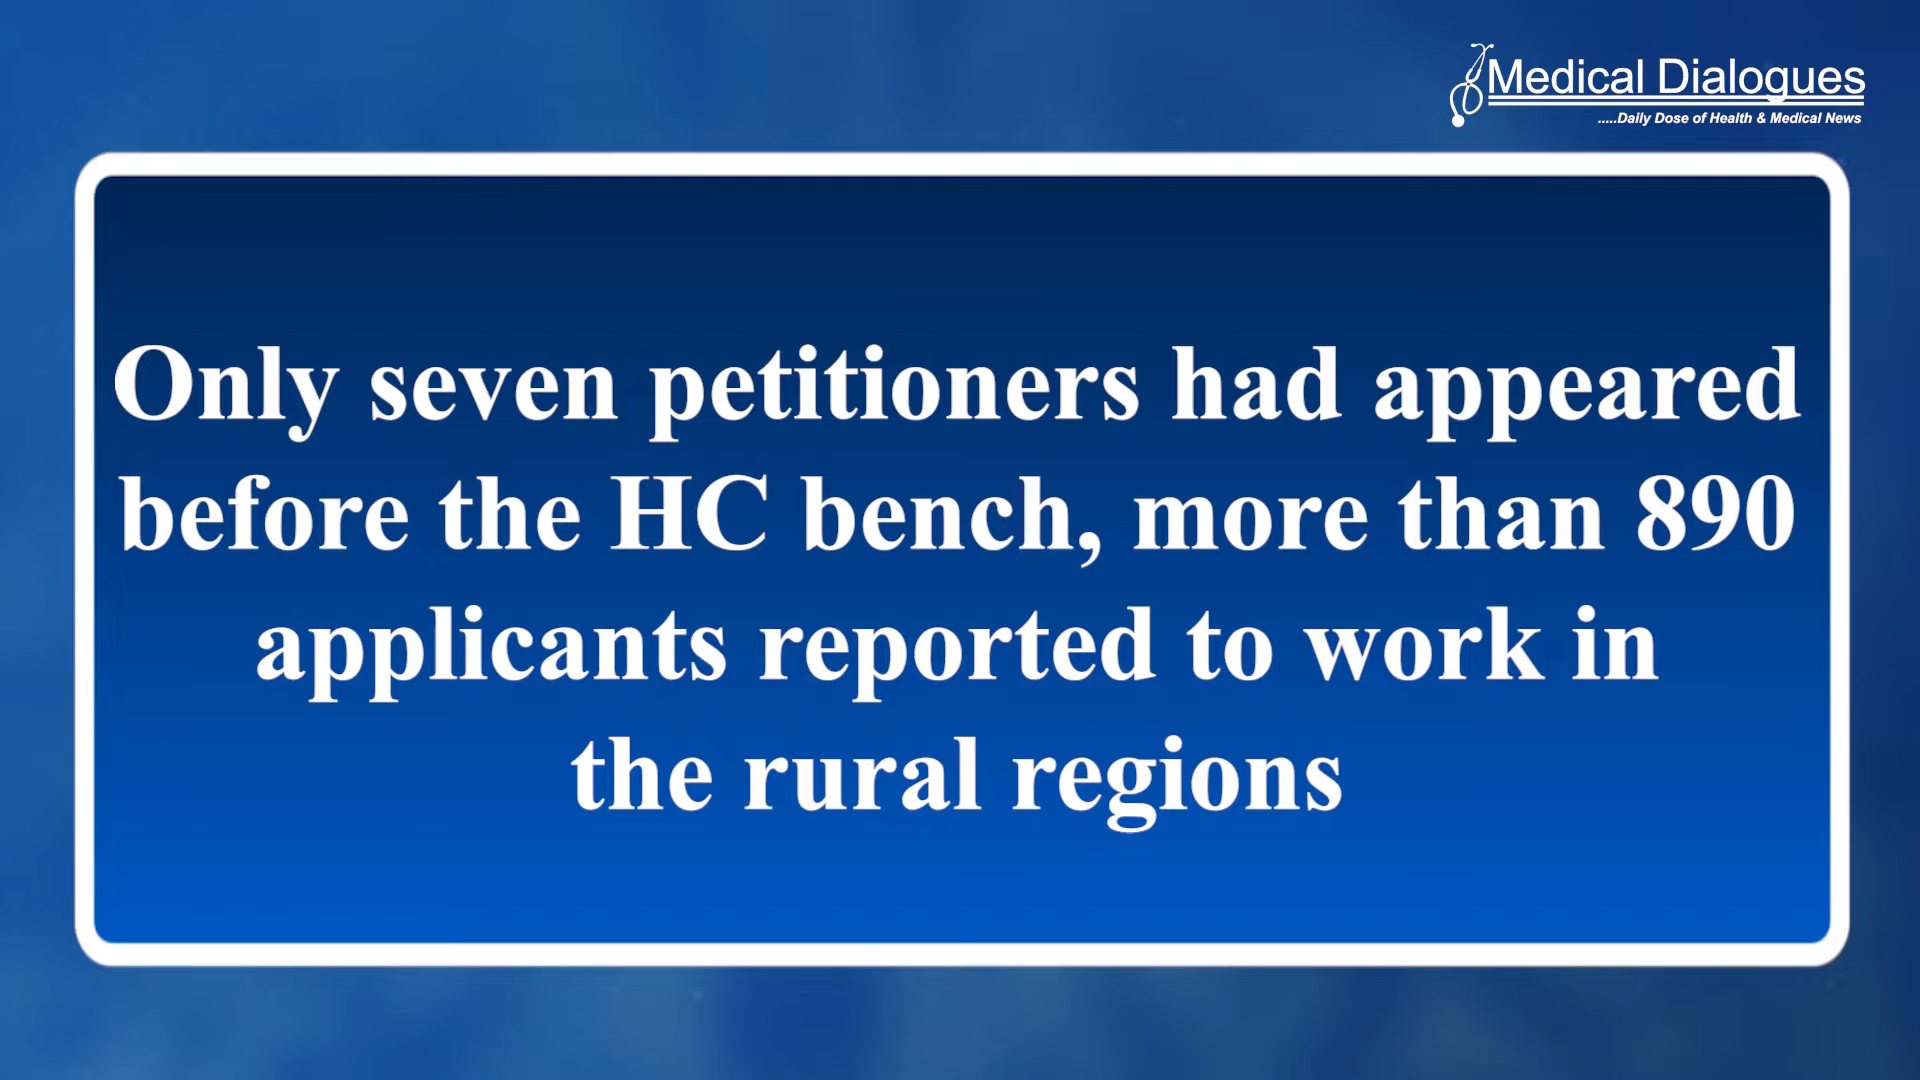 Medical Dialogues
.....Daily Dose of Health & Medical News
Only seven petitioners had appeared
before the HC bench, more than 890
applicants reported to work in
the rural regions